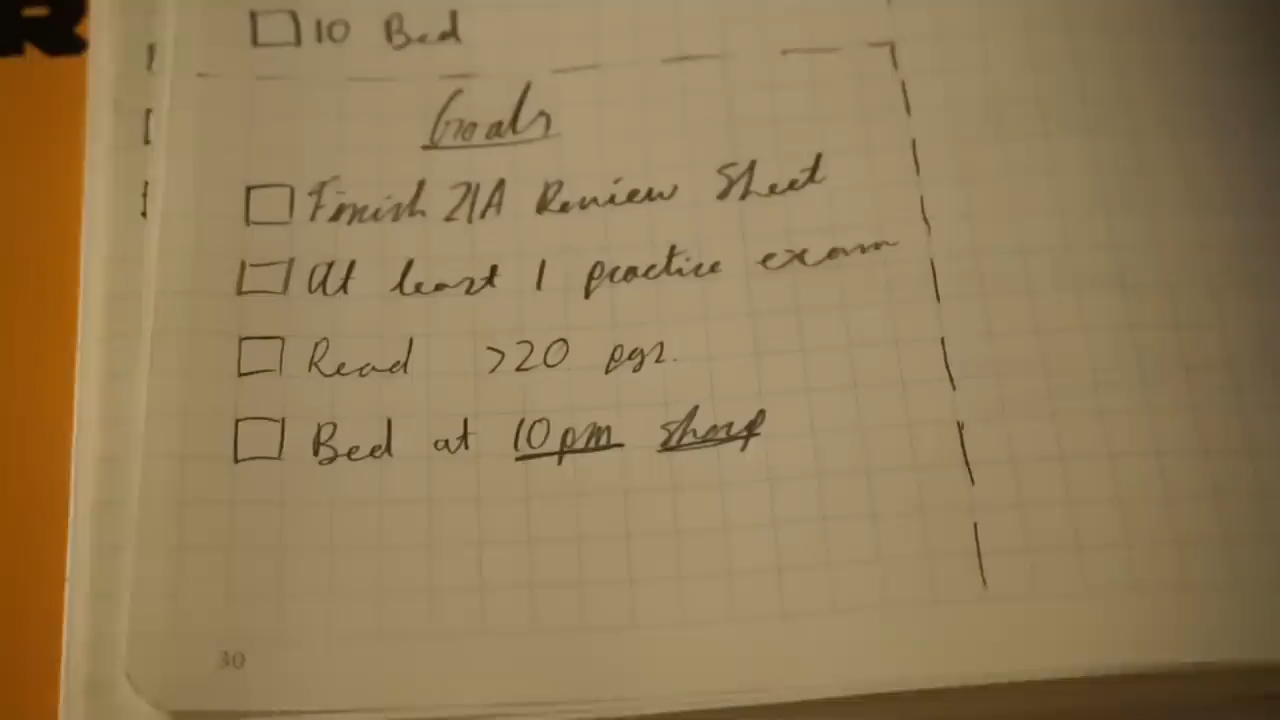 R
10 Bed
Goals
Finish 21A Review Sheet
At least 1 practice exam
Read >20 pgs.
Bed at 10pm sharp
30